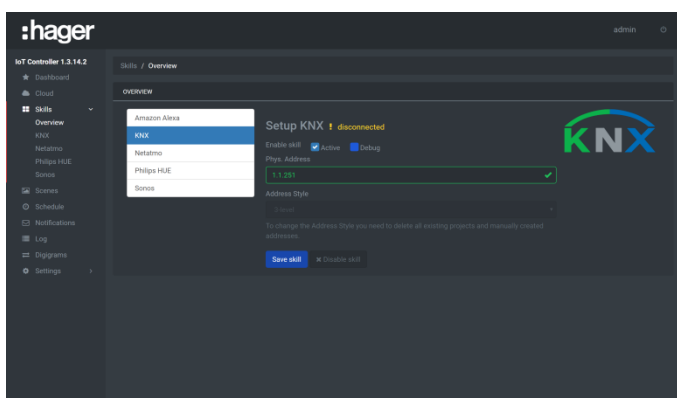 :hager
admin
IoT Controller 1.3.14.2
Dashboard
Cloud
Skills
Overview
KNX
Netatmo
Philips HUE
Sonos
Scenes
Schedule
Notifications
Log
Digigrams
Settings
Skills / Overview
OVERVIEW
Amazon Alexa
KNX
Netatmo
Philips HUE
Sonos
Setup KNX ! disconnected
KNX
Enable skill Active Debug
Phys. Address
1.1.251
Address Style
3 level
To change the Address Style you need to delete all existing projects and manually created
addresses.
Save skill × Disable skill